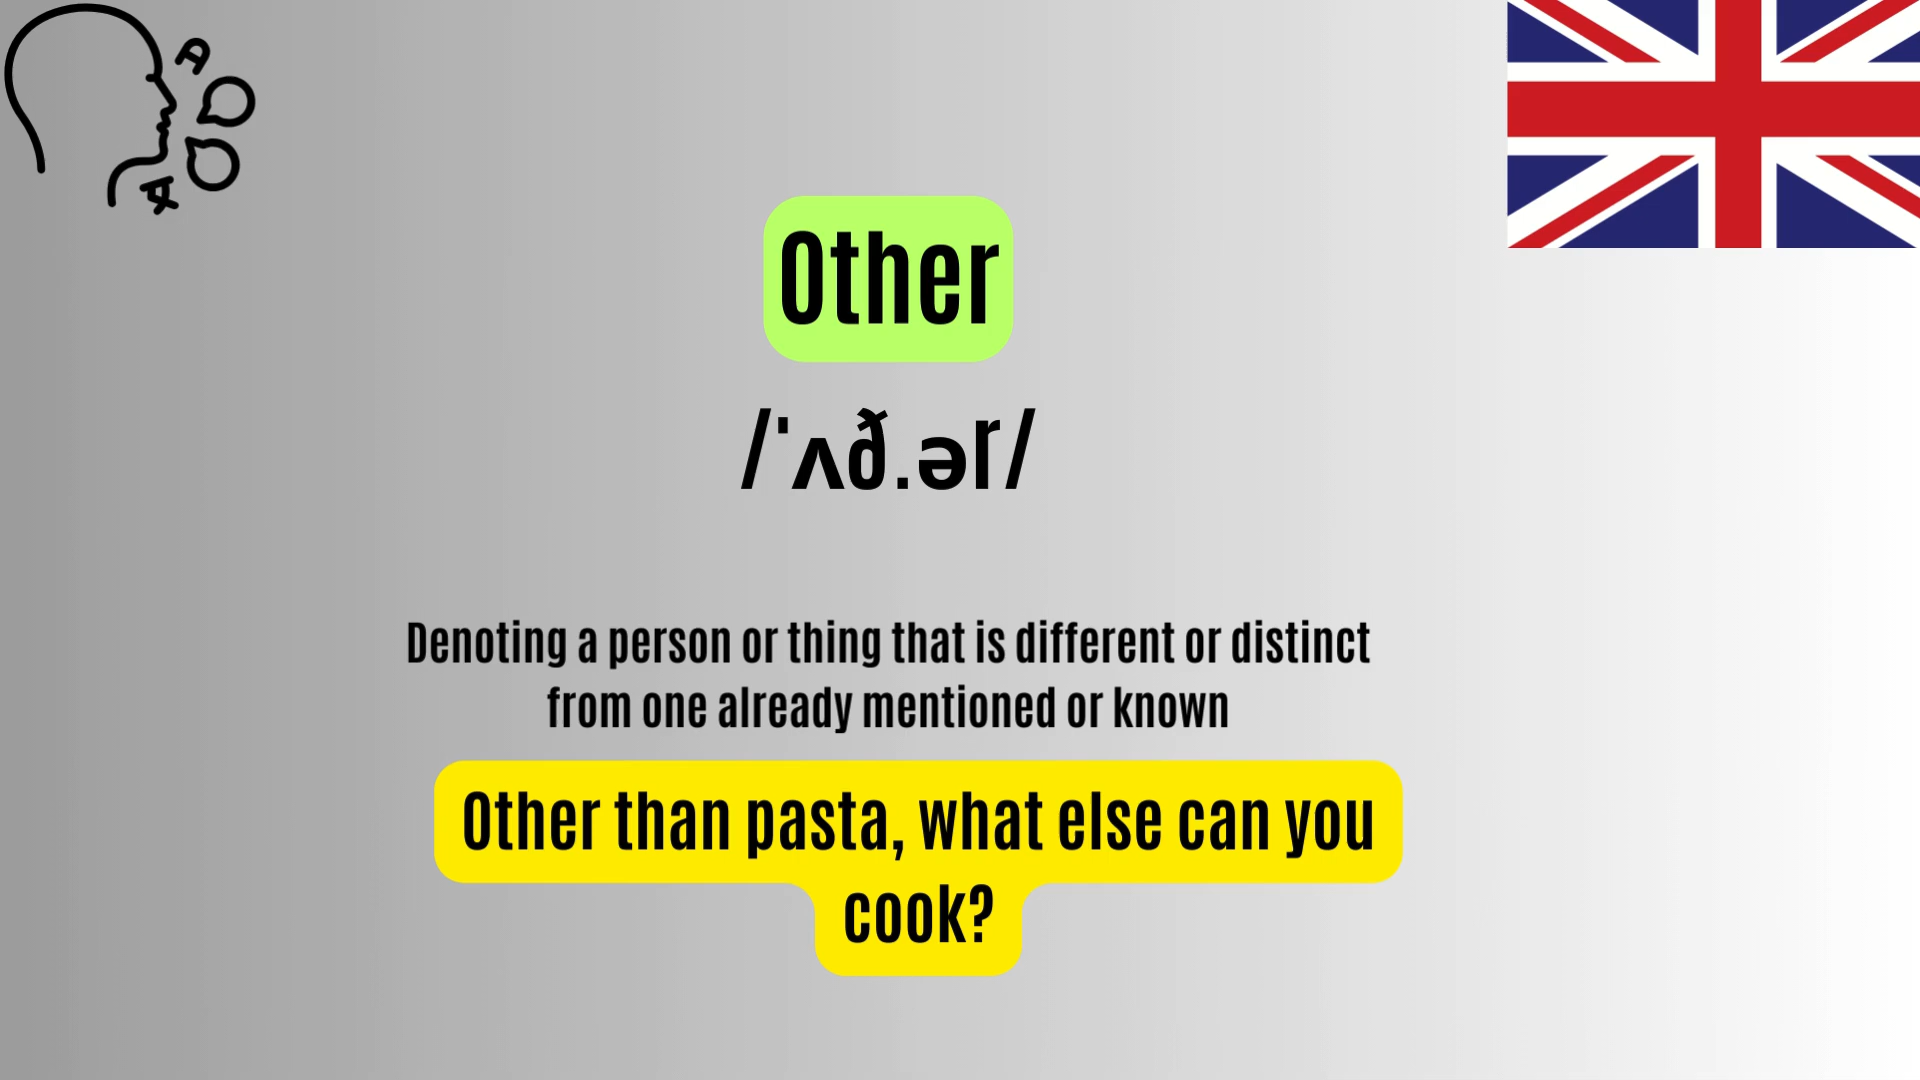 Other
/ˈʌð.ər/
Denoting a person or thing that is different or distinct
from one already mentioned or known
Other than pasta, what else can you
cook?